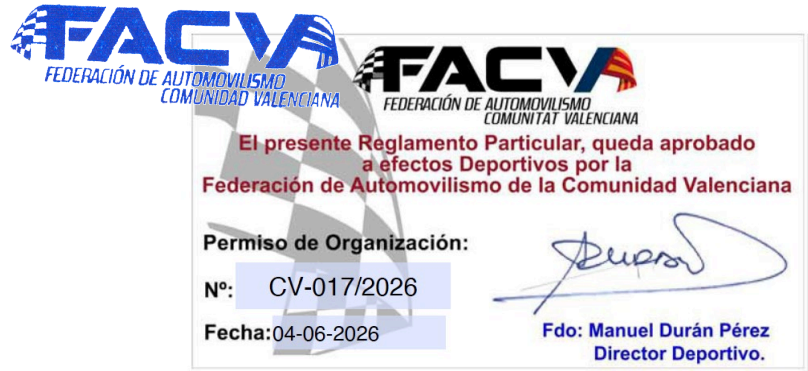 FACV
FEDERACIÓN DE AUTOMOVILISMO
COMUNIDAD VALENCIANA
FACV
FEDERACIÓN DE AUTOMOVILISMO
COMUNITAT VALENCIANA
El presente Reglamento Particular, queda aprobado
a efectos Deportivos por la
Federación de Automovilismo de la Comunidad Valenciana
Permiso de Organización:
Nº: CV-017/2026
Fecha: 04-06-2026
Fdo: Manuel Durán Pérez
Director Deportivo.